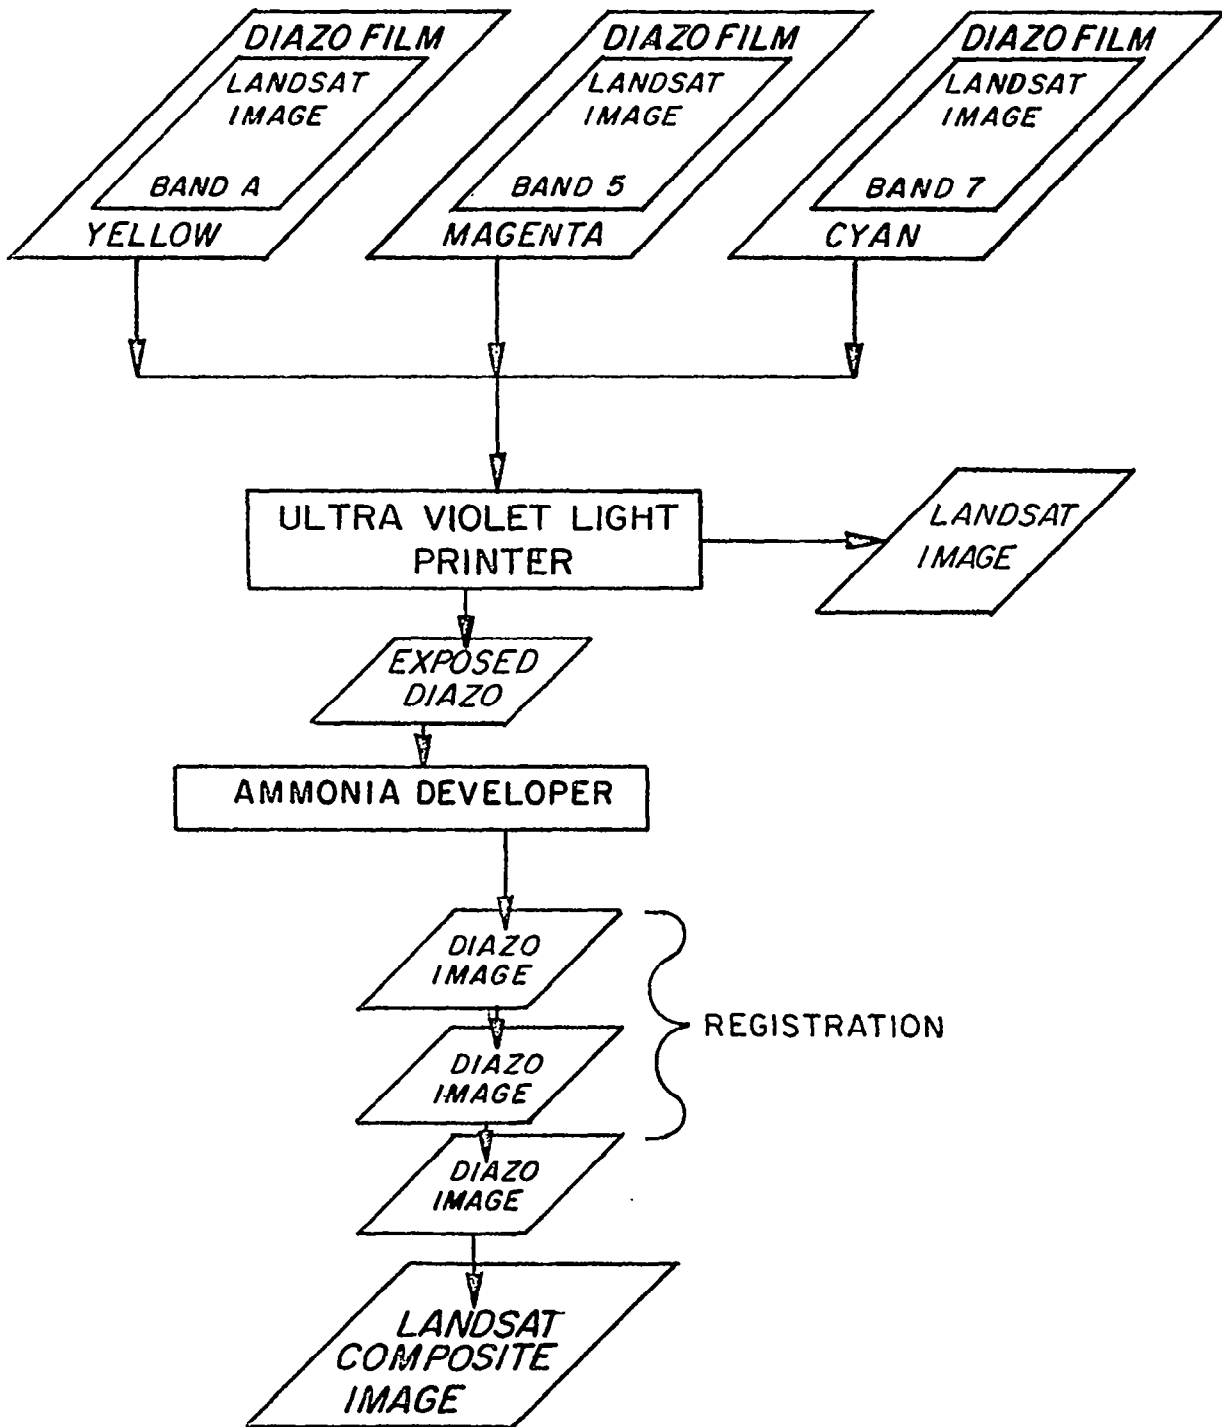 DIAZO FILM
LANDSAT
IMAGE
BAND A
YELLOW
DIAZO FILM
LANDSAT
IMAGE
BAND 5
MAGENTA
DIAZO FILM
LANDSAT
IMAGE
BAND 7
CYAN
ULTRA VIOLET LIGHT
PRINTER
LANDSAT
IMAGE
EXPOSED
DIAZO
AMMONIA DEVELOPER
DIAZO
IMAGE
REGISTRATION
DIAZO
IMAGE
DIAZO
IMAGE
LANDSAT
COMPOSITE
IMAGE